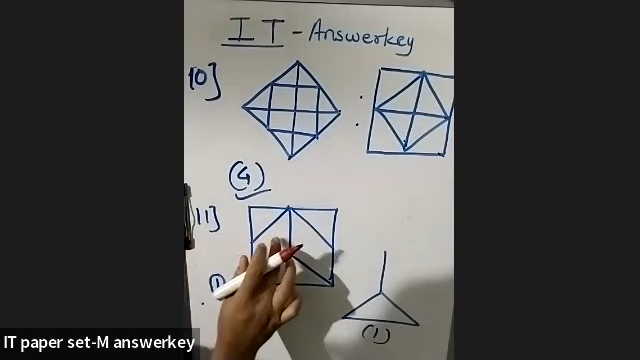 IT - Answerkey
10]
:
(4)
11]
(1)
IT paper set-M answerkey